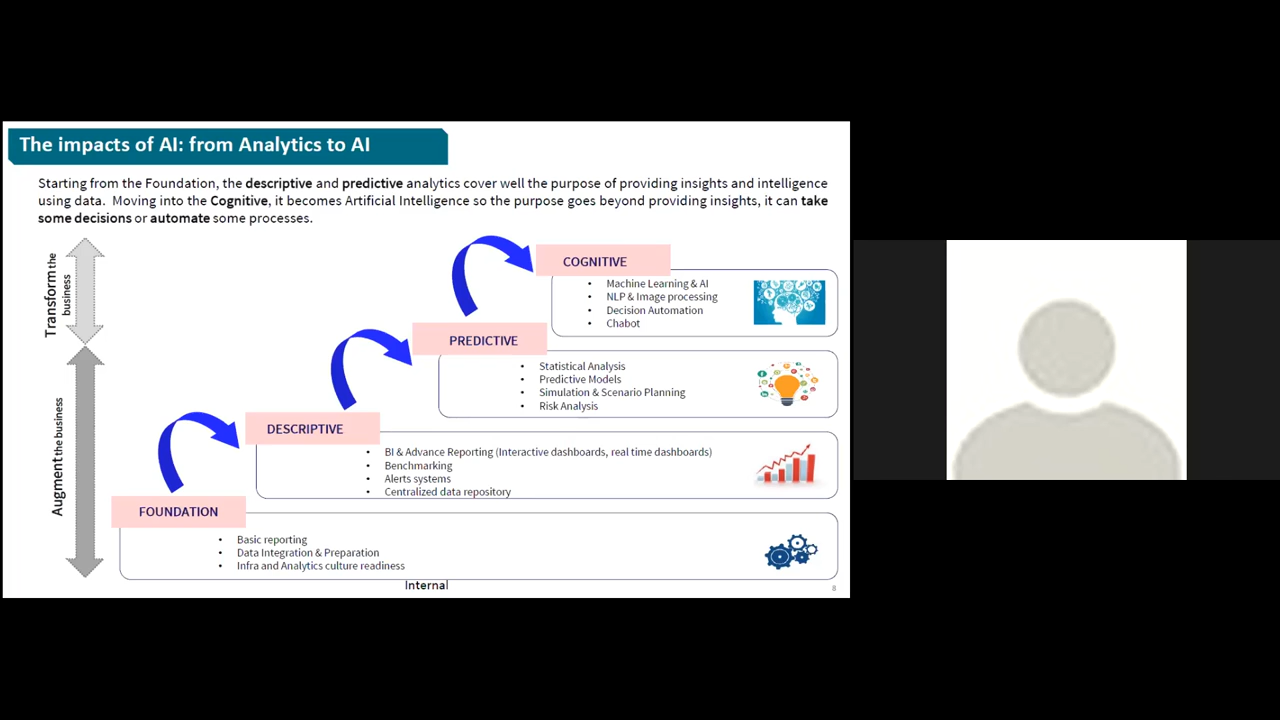 The impacts of AI: from Analytics to AI
Starting from the Foundation, the descriptive and predictive analytics cover well the purpose of providing insights and intelligence
using data. Moving into the Cognitive, it becomes Artificial Intelligence so the purpose goes beyond providing insights, it can take
some decisions or automate some processes.
Transform the
business
COGNITIVE
• Machine Learning & AI
• NLP & Image processing
• Decision Automation
• Chabot
PREDICTIVE
• Statistical Analysis
• Predictive Models
• Simulation & Scenario Planning
• Risk Analysis
Augment the business
DESCRIPTIVE
• BI & Advance Reporting (Interactive dashboards, real time dashboards)
• Benchmarking
• Alerts systems
• Centralized data repository
FOUNDATION
• Basic reporting
• Data Integration & Preparation
• Infra and Analytics culture readiness
Internal
8